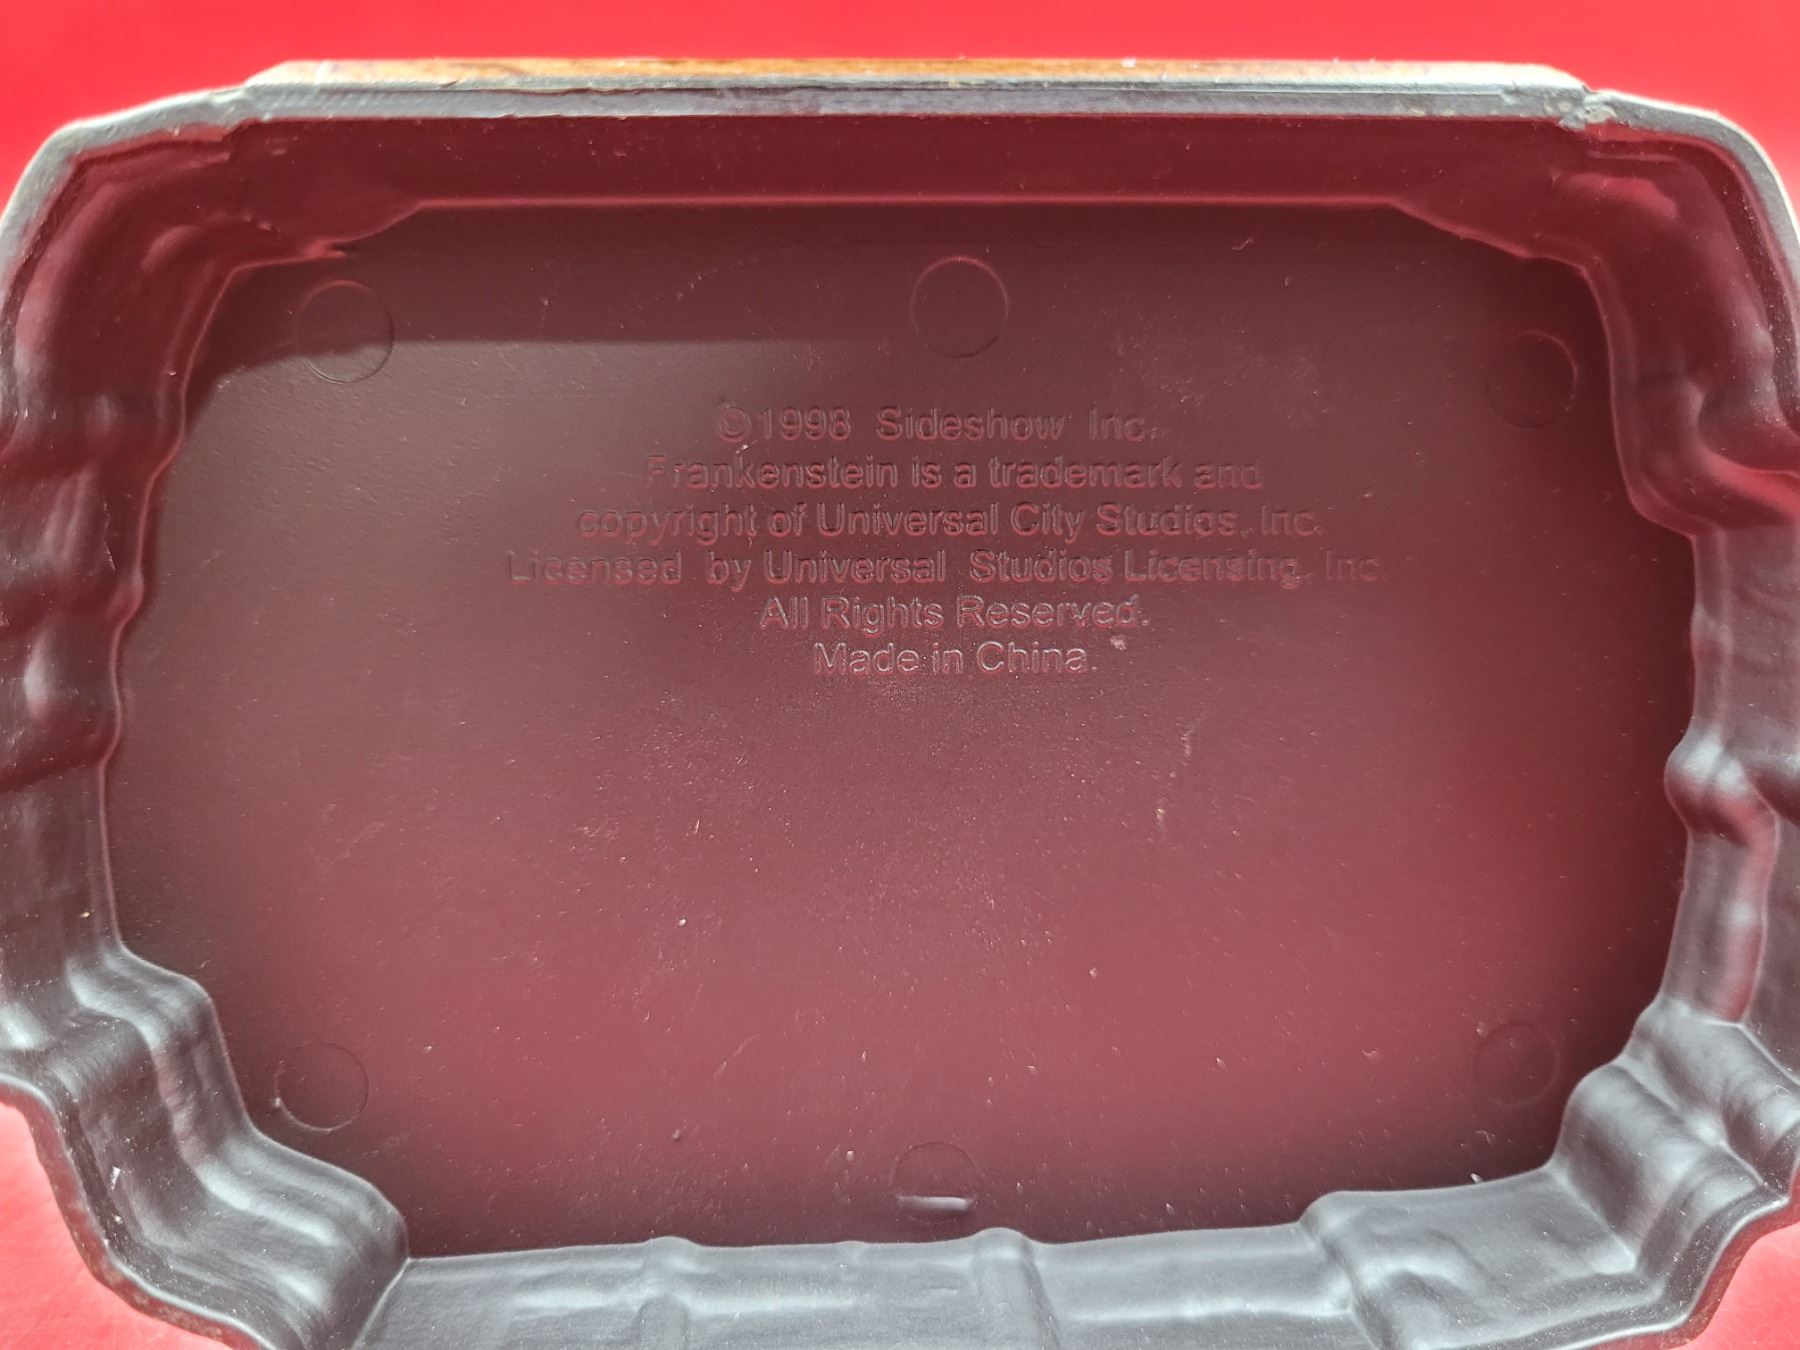 ©1998 Sideshow Inc.
Frankenstein is a trademark and
copyright of Universal City Studios, Inc.
Licensed by Universal Studios Licensing, Inc.
All Rights Reserved.
Made in China.